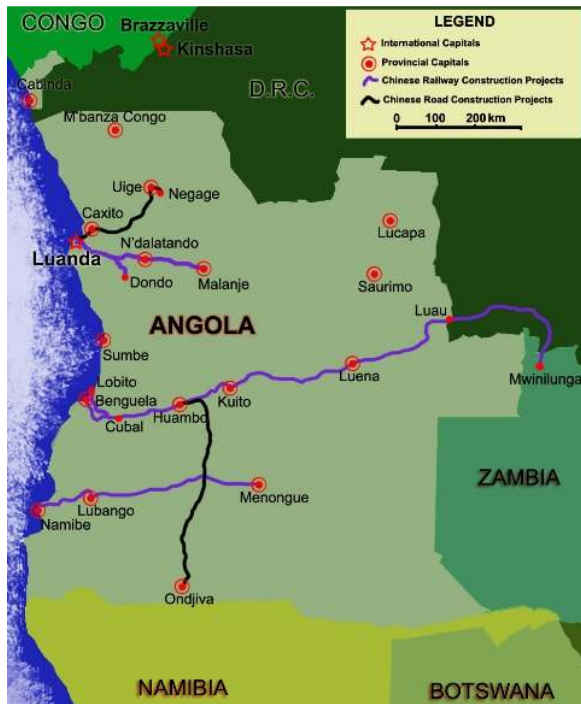 CONGO
Brazzaville
Kinshasa
LEGEND
International Capitals
Provincial Capitals
Chinese Railway Construction Projects
Chinese Road Construction Projects
0 100 200 km
Cabinda
D.R.C.
M'banza Congo
Uige
Negage
Caxito
Lucapa
Luanda
N'dalatando
Dondo
Malanje
Saurimo
Luau
ANGOLA
Sumbe
Luena
Mwinilunga
Lobito
Benguela
Kuito
Huambo
Cubal
ZAMBIA
Menongue
Lubango
Namibe
Ondjiva
NAMIBIA
BOTSWANA